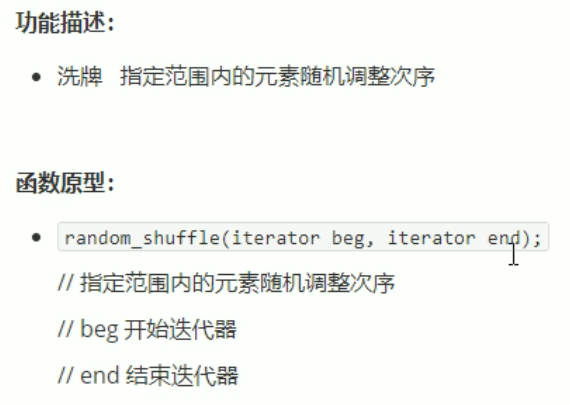 功能描述：
洗牌 指定范围内的元素随机调整次序
函数原型：
random_shuffle(iterator beg, iterator end);
// 指定范围内的元素随机调整次序
// beg 开始迭代器
// end 结束迭代器